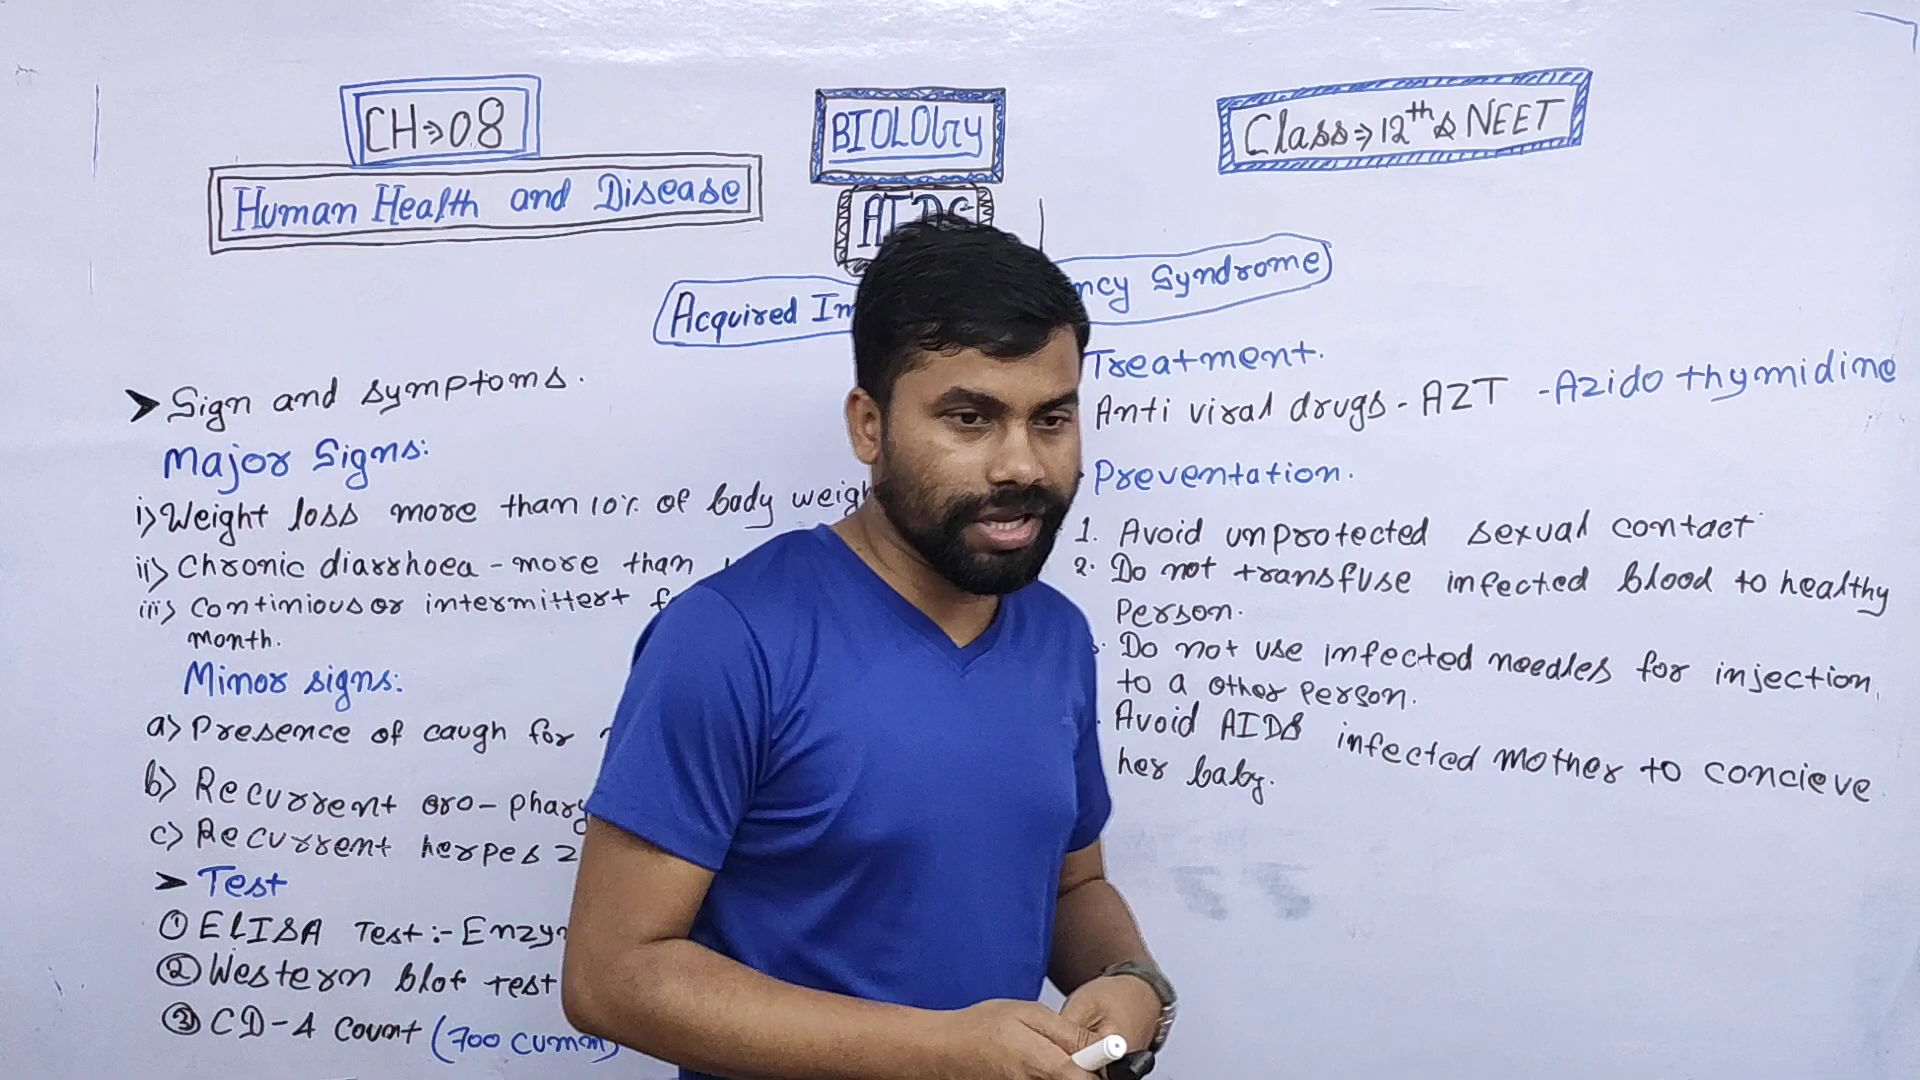 CH⇒08
BIOLOGY
Class⇒12th & NEET
Human Health and Disease
AIDS
Acquired Im ncy Syndrome
➤ Sign and symptoms.
Major Signs:
i) Weight loss more than 10% of body weigh
ii) Chronic diarrhoea - more than
iii) Continious or intermittert f
month.
Minor signs:
a) Presence of caugh for
b) Recurrent oro-phary
c) Recurrent herpes z
➤ Test
① ELISA Test:- Enzy
② Western blot test
③ CD-4 Count (700 cumm)
Treatment.
Anti viral drugs - AZT - Azido thymidine
Preventation.
1. Avoid unprotected sexual contact
2. Do not transfuse infected blood to healthy
Person.
Do not use infected needles for injection
to a other person.
Avoid AIDS infected mother to concieve
her baby.